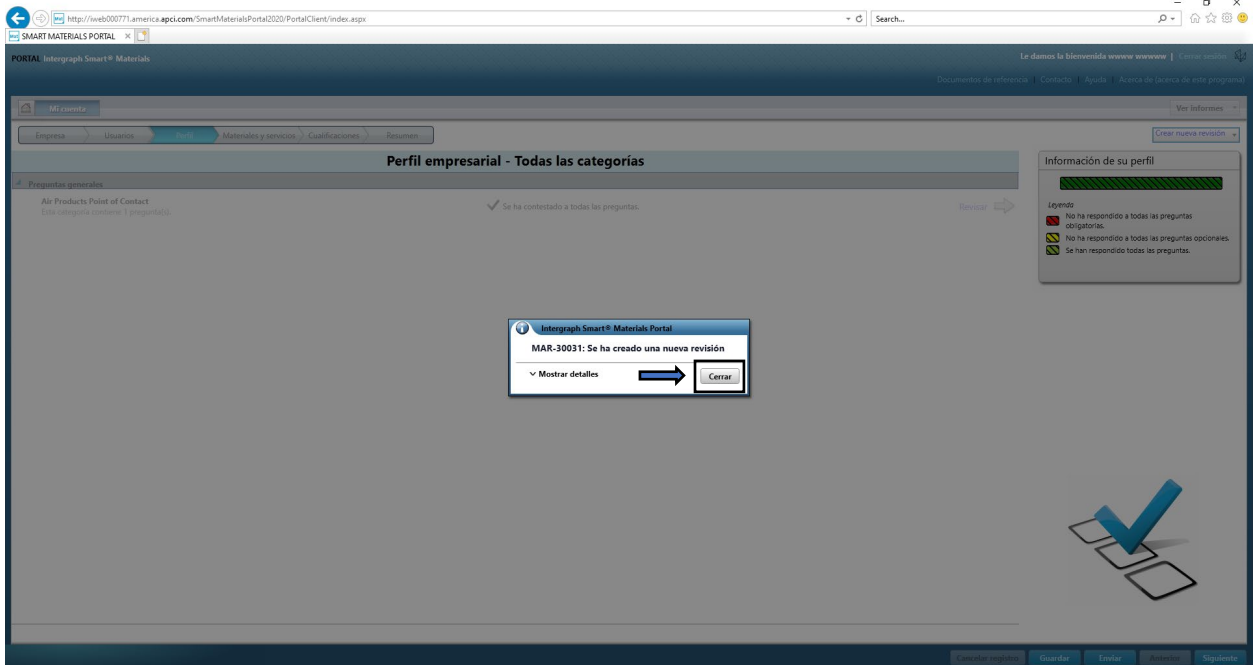 http://iweb000771.america.apci.com/SmartMaterialsPortal2020/PortalClient/index.aspx
Search...
SMART MATERIALS PORTAL
PORTAL Intergraph Smart® Materials
Le damos la bienvenida wwww wwwww | Cerrar sesión
Documentos de referencia | Contacto | Ayuda | Acerca de (acerca de este programa)
Mi cuenta
Ver informes
Empresa
Usuarios
Perfil
Materiales y servicios
Cualificaciones
Resumen
Crear nueva revisión
Perfil empresarial - Todas las categorías
Información de su perfil
Preguntas generales
Air Products Point of Contact
Esta categoría contiene 1 pregunta(s).
Se ha contestado a todas las preguntas.
Revisar
Leyenda
No ha respondido a todas las preguntas
obligatorias.
No ha respondido a todas las preguntas opcionales.
Se han respondido todas las preguntas.
Intergraph Smart® Materials Portal
MAR-30031: Se ha creado una nueva revisión
Mostrar detalles
Cerrar
Cancelar registro
Guardar
Enviar
Anterior
Siguiente